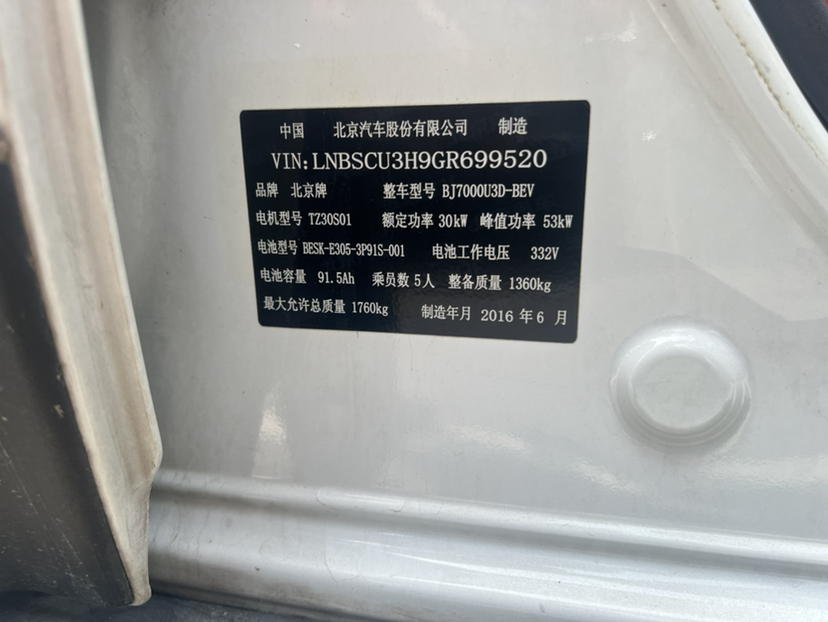 中国 北京汽车股份有限公司 制造
VIN:LNBSCU3H9GR699520
品牌 北京牌 整车型号 BJ7000U3D-BEV
电机型号 TZ30S01 额定功率 30kW 峰值功率 53kW
电池型号 BESK-E305-3P91S-001 电池工作电压 332V
电池容量 91.5Ah 乘员数 5人 整备质量 1360kg
最大允许总质量 1760kg 制造年月 2016 年 6 月